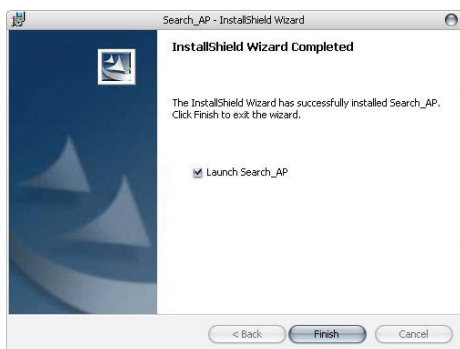 Search_AP - InstallShield Wizard
InstallShield Wizard Completed
The InstallShield Wizard has successfully installed Search_AP.
Click Finish to exit the wizard.
Launch Search_AP
< Back
Finish
Cancel